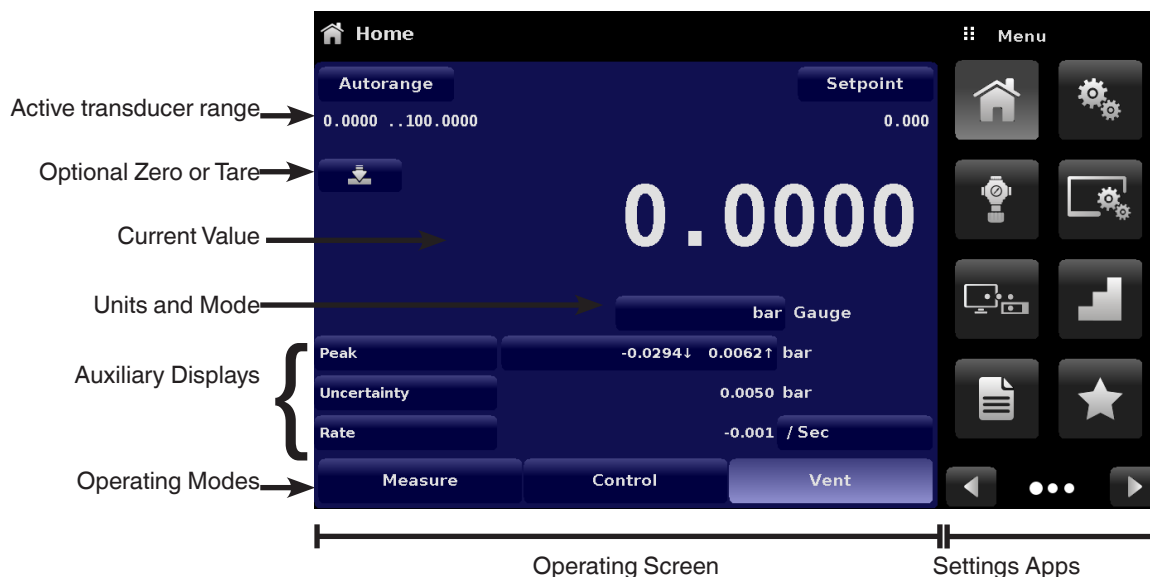 Home
Menu
Autorange
Setpoint
Active transducer range
0.0000 ..100.0000
0.000
Optional Zero or Tare
Current Value
0.0000
Units and Mode
bar Gauge
Auxiliary Displays
Peak -0.0294↓ 0.0062↑ bar
Uncertainty 0.0050 bar
Rate -0.001 / Sec
Operating Modes
Measure Control Vent
Operating Screen
Settings Apps